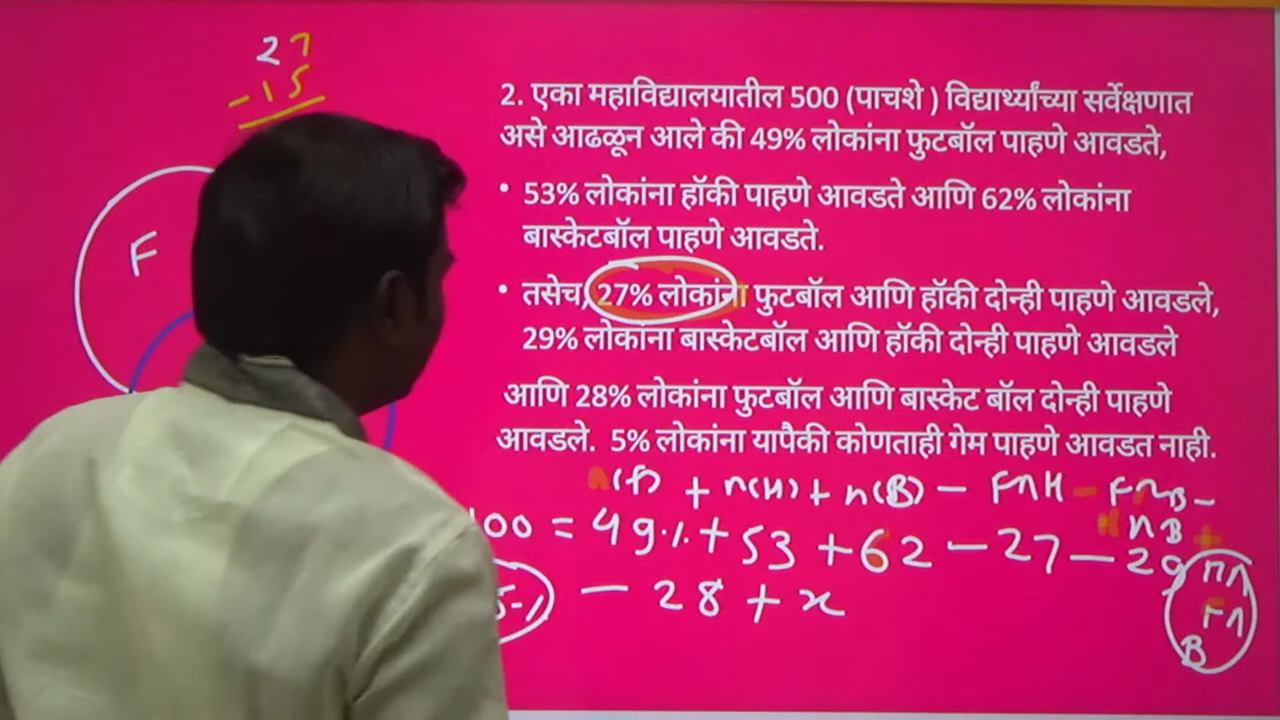 27
-15
F
2. एका महाविद्यालयातील 500 (पाचशे ) विद्यार्थ्यांच्या सर्वेक्षणात
असे आढळून आले की 49% लोकांना फुटबॉल पाहणे आवडते,
• 53% लोकांना हॉकी पाहणे आवडते आणि 62% लोकांना
बास्केटबॉल पाहणे आवडते.
• तसेच, 27% लोकांना फुटबॉल आणि हॉकी दोन्ही पाहणे आवडले,
29% लोकांना बास्केटबॉल आणि हॉकी दोन्ही पाहणे आवडले
आणि 28% लोकांना फुटबॉल आणि बास्केट बॉल दोन्ही पाहणे
आवडले. 5% लोकांना यापैकी कोणताही गेम पाहणे आवडत नाही.
n(f) + n(H) + n(B) - F∩H - F∩B -
H∩B +
100 = 49% + 53 + 62 - 27 - 29
- 28 + x
B